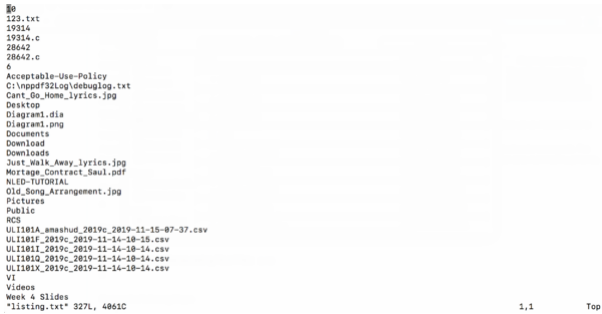 10
123.txt
19314
19314.c
28642
28642.c
6
Acceptable-Use-Policy
C:\nppdf32Log\debuglog.txt
Cant_Go_Home_lyrics.jpg
Desktop
Diagram1.dia
Diagram1.png
Documents
Download
Downloads
Just_Walk_Away_lyrics.jpg
Mortage_Contract_Saul.pdf
NLED-TUTORIAL
Old_Song_Arrangement.jpg
Pictures
Public
RCS
ULI101A_amashud_2019c_2019-11-15-07-37.csv
ULI101F_2019c_2019-11-14-10-15.csv
ULI101I_2019c_2019-11-14-10-14.csv
ULI101Q_2019c_2019-11-14-10-14.csv
ULI101X_2019c_2019-11-14-10-14.csv
VI
Videos
Week 4 Slides
"listing.txt" 327L, 4061C 1,1 Top